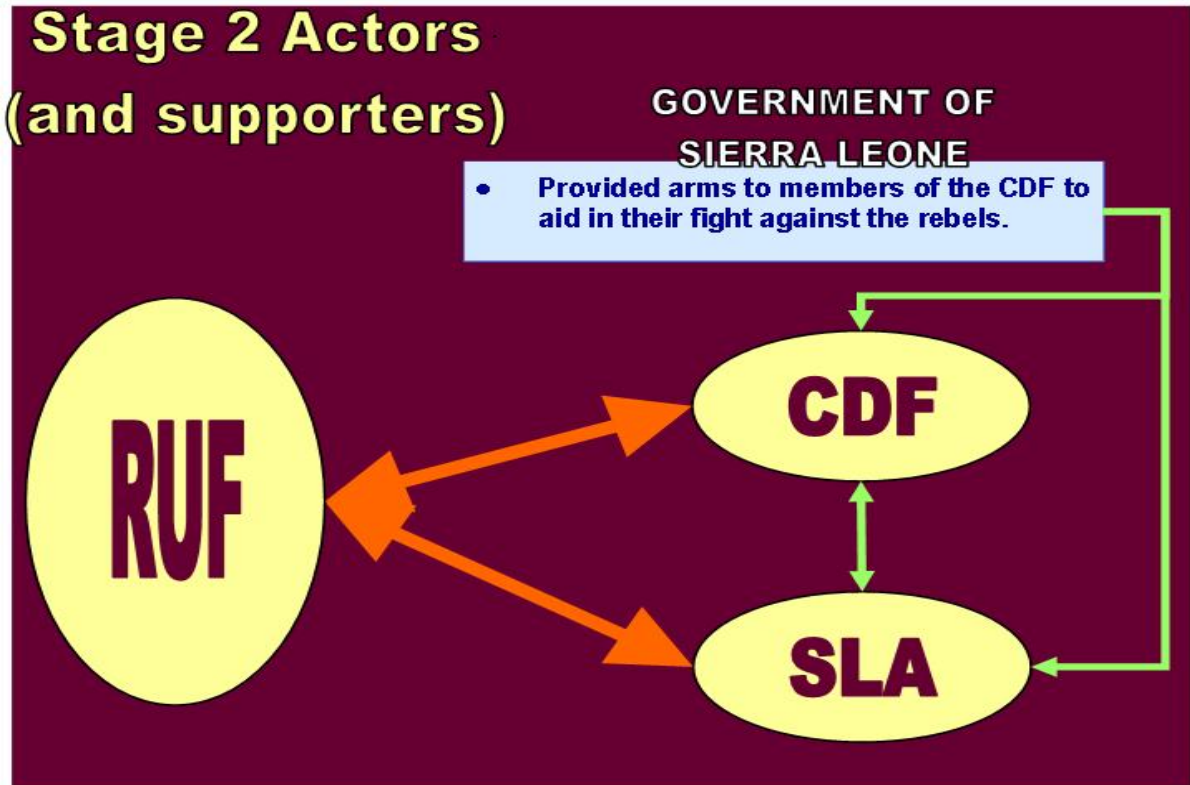 Stage 2 Actors
(and supporters)
GOVERNMENT OF
SIERRA LEONE
• Provided arms to members of the CDF to
aid in their fight against the rebels.
RUF
CDF
SLA